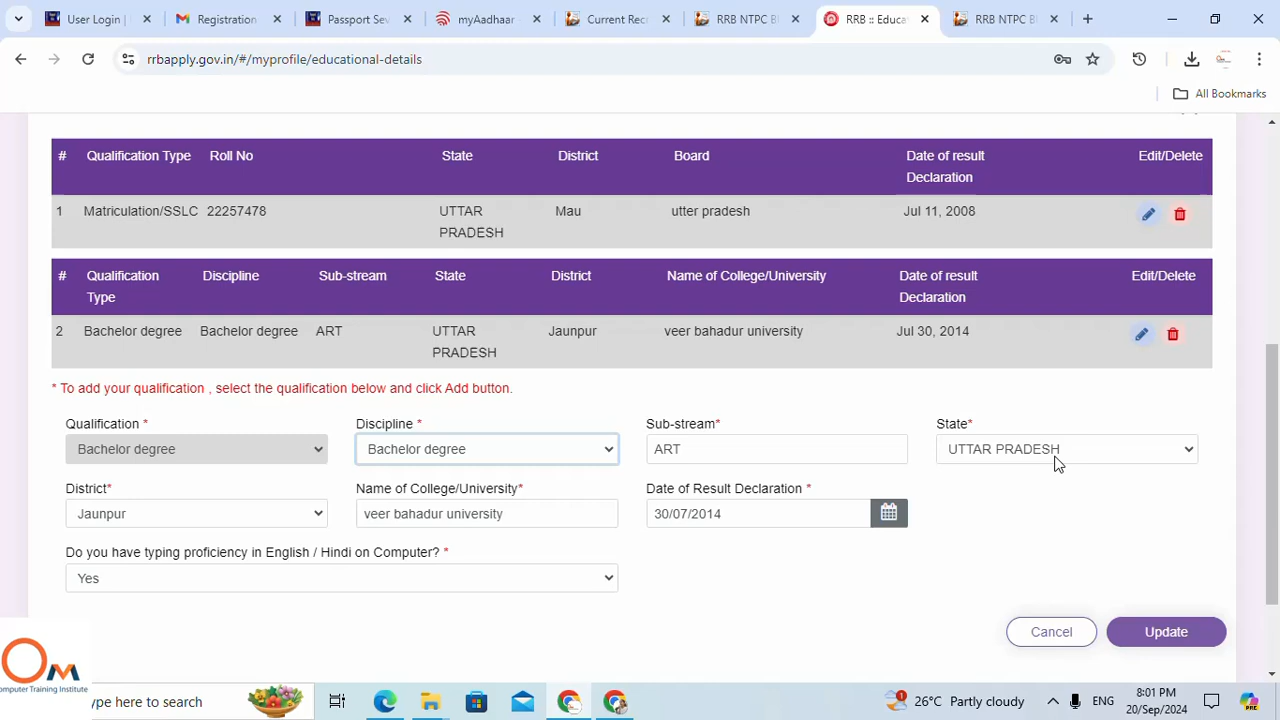 User Login |
Registration
Passport Sev
myAadhaar
Current Rec
RRB NTPC B
RRB :: Educa
RRB NTPC B
rrbapply.gov.in/#/myprofile/educational-details
All Bookmarks
# Qualification Type Roll No State District Board Date of result Declaration Edit/Delete
1 Matriculation/SSLC 22257478 UTTAR PRADESH Mau utter pradesh Jul 11, 2008
# Qualification Type Discipline Sub-stream State District Name of College/University Date of result Declaration Edit/Delete
2 Bachelor degree Bachelor degree ART UTTAR PRADESH Jaunpur veer bahadur university Jul 30, 2014
* To add your qualification , select the qualification below and click Add button.
Qualification * Discipline * Sub-stream* State*
Bachelor degree Bachelor degree ART UTTAR PRADESH
District* Name of College/University* Date of Result Declaration *
Jaunpur veer bahadur university 30/07/2014
Do you have typing proficiency in English / Hindi on Computer? *
Yes
Cancel Update
OM
Computer Training Institute
ype here to search
1 26°C Partly cloudy ENG 8:01 PM
20/Sep/2024